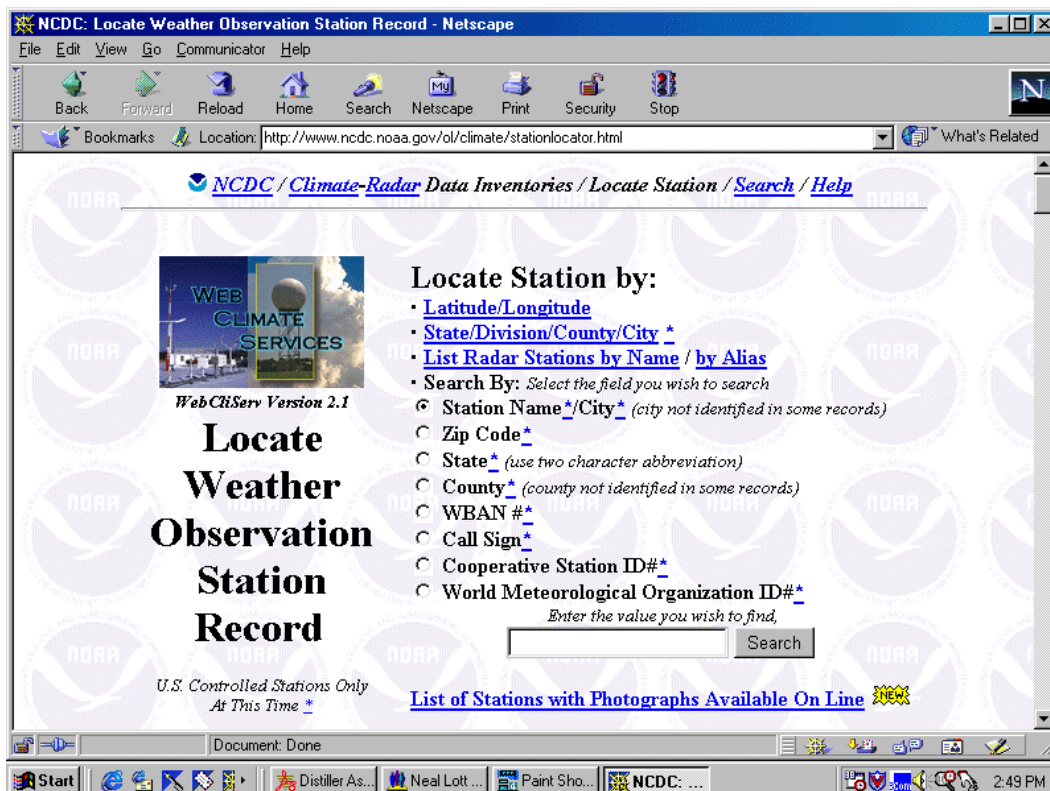 NCDC: Locate Weather Observation Station Record - Netscape
File Edit View Go Communicator Help
Back Forward Reload Home Search Netscape Print Security Stop
My
N
Bookmarks Location: http://www.ncdc.noaa.gov/ol/climate/stationlocator.html What's Related
NCDC / Climate-Radar Data Inventories / Locate Station / Search / Help
WEB
CLIMATE
SERVICES
WebCliServ Version 2.1
Locate
Weather
Observation
Station
Record
U.S. Controlled Stations Only
At This Time *
Locate Station by:
· Latitude/Longitude
· State/Division/County/City *
· List Radar Stations by Name / by Alias
· Search By: Select the field you wish to search
Station Name*/City* (city not identified in some records)
Zip Code*
State* (use two character abbreviation)
County* (county not identified in some records)
WBAN #*
Call Sign*
Cooperative Station ID#*
World Meteorological Organization ID#*
Enter the value you wish to find,
Search
List of Stations with Photographs Available On Line NEW
NOAA
Document: Done
Start Distiller As... Neal Lott ... Paint Sho... NCDC: ... .com 2:49 PM